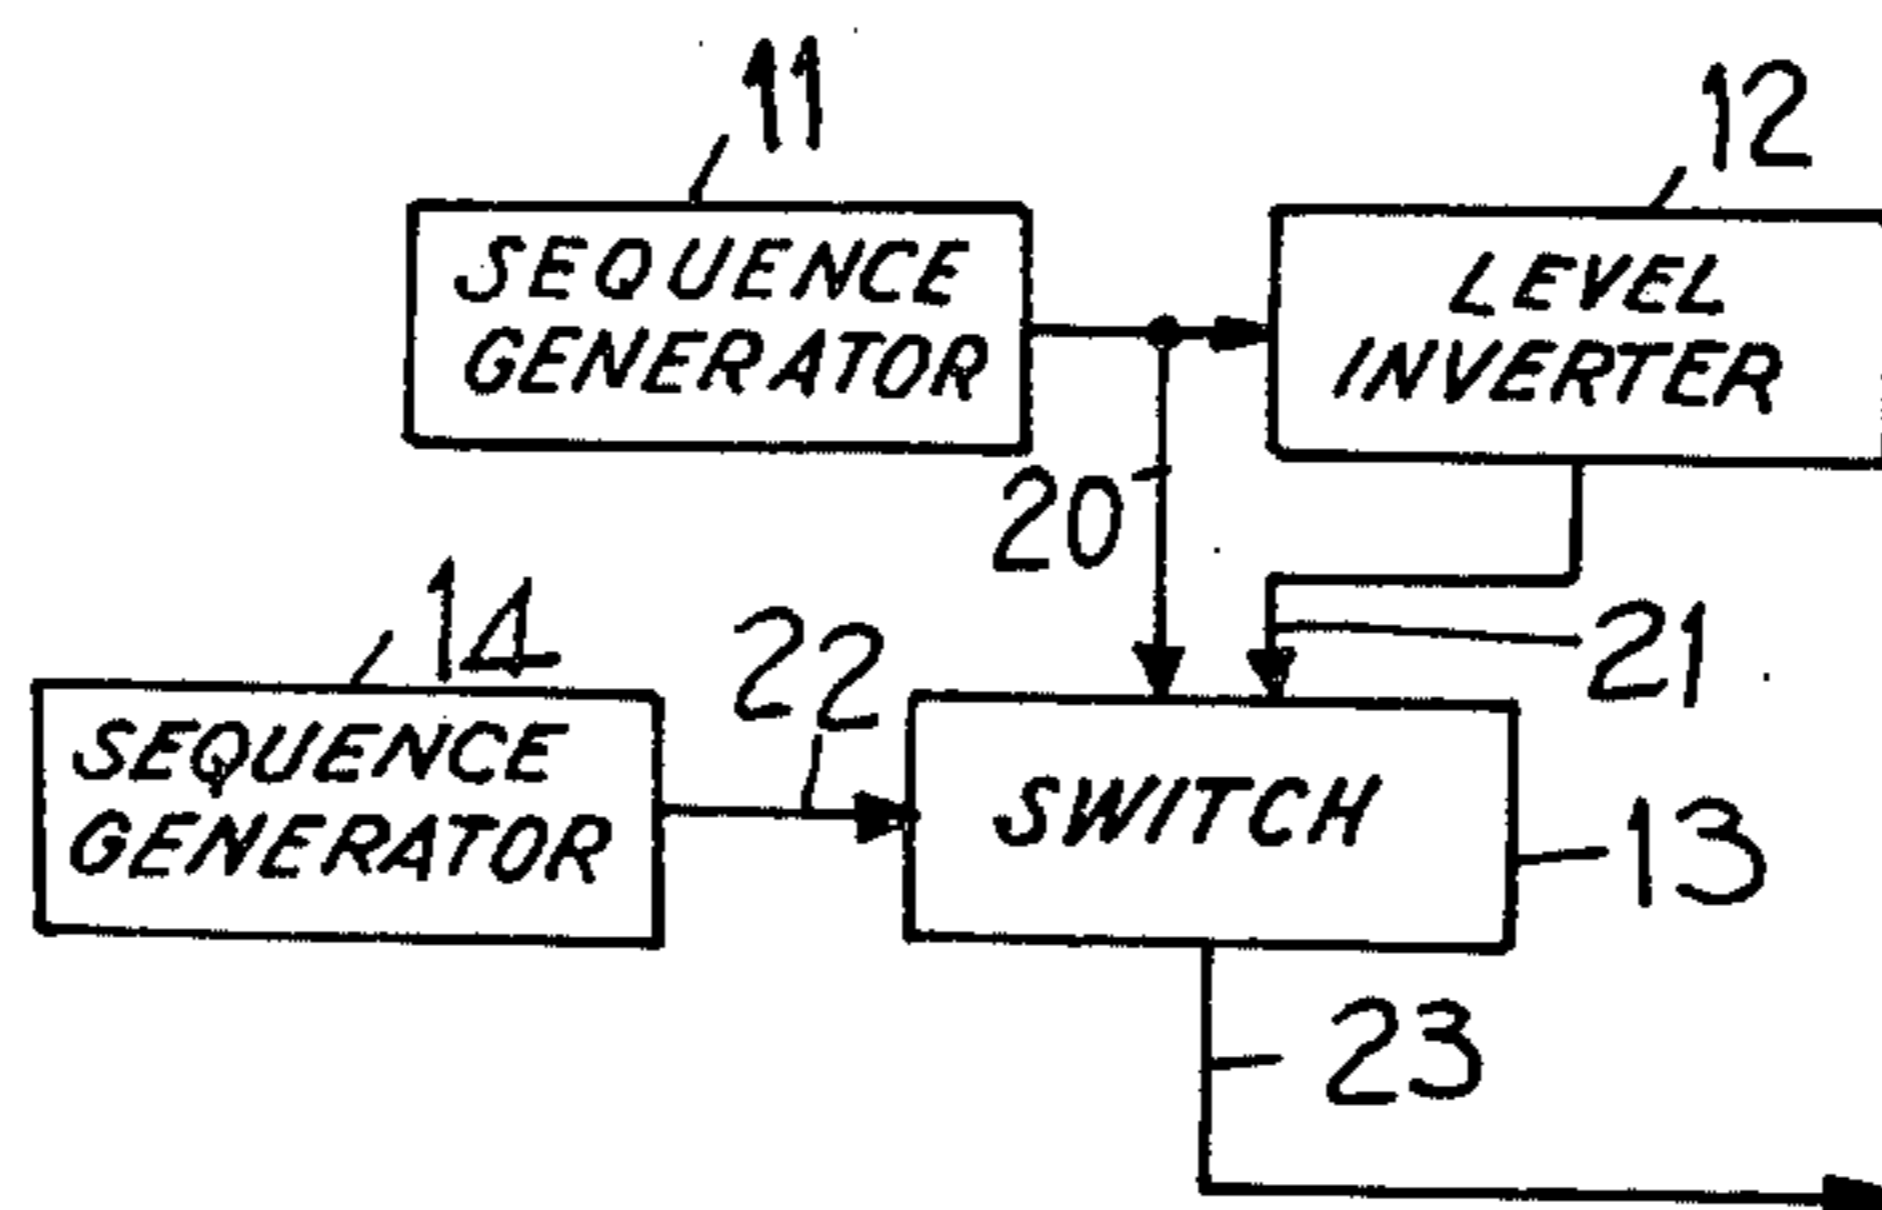 11
12
SEQUENCE
GENERATOR
LEVEL
INVERTER
20
14
22
21
SEQUENCE
GENERATOR
SWITCH
13
23